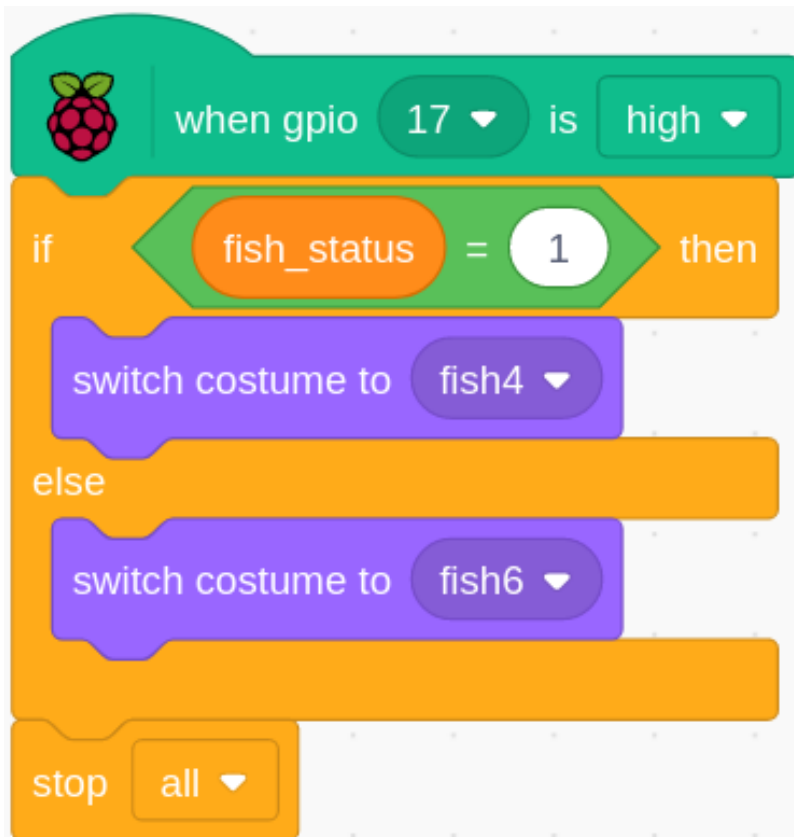 when gpio 17 is high
if fish_status = 1 then
switch costume to fish4
else
switch costume to fish6
stop all